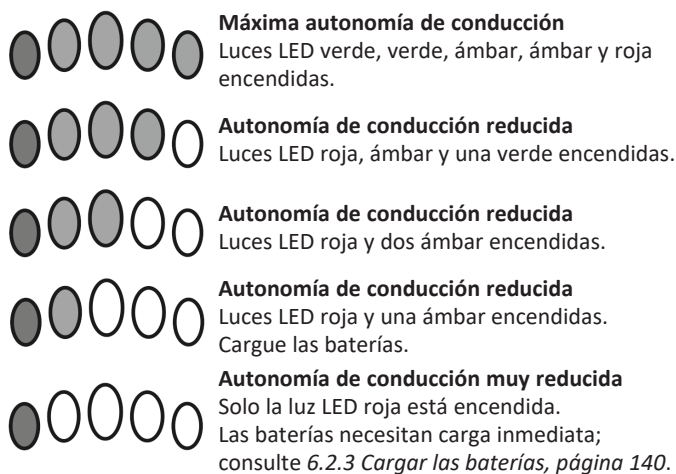 Máxima autonomía de conducción
Luces LED verde, verde, ámbar, ámbar y roja
encendidas.
Autonomía de conducción reducida
Luces LED roja, ámbar y una verde encendidas.
Autonomía de conducción reducida
Luces LED roja y dos ámbar encendidas.
Autonomía de conducción reducida
Luces LED roja y una ámbar encendidas.
Cargue las baterías.
Autonomía de conducción muy reducida
Solo la luz LED roja está encendida.
Las baterías necesitan carga inmediata;
consulte 6.2.3 Cargar las baterías, página 140.